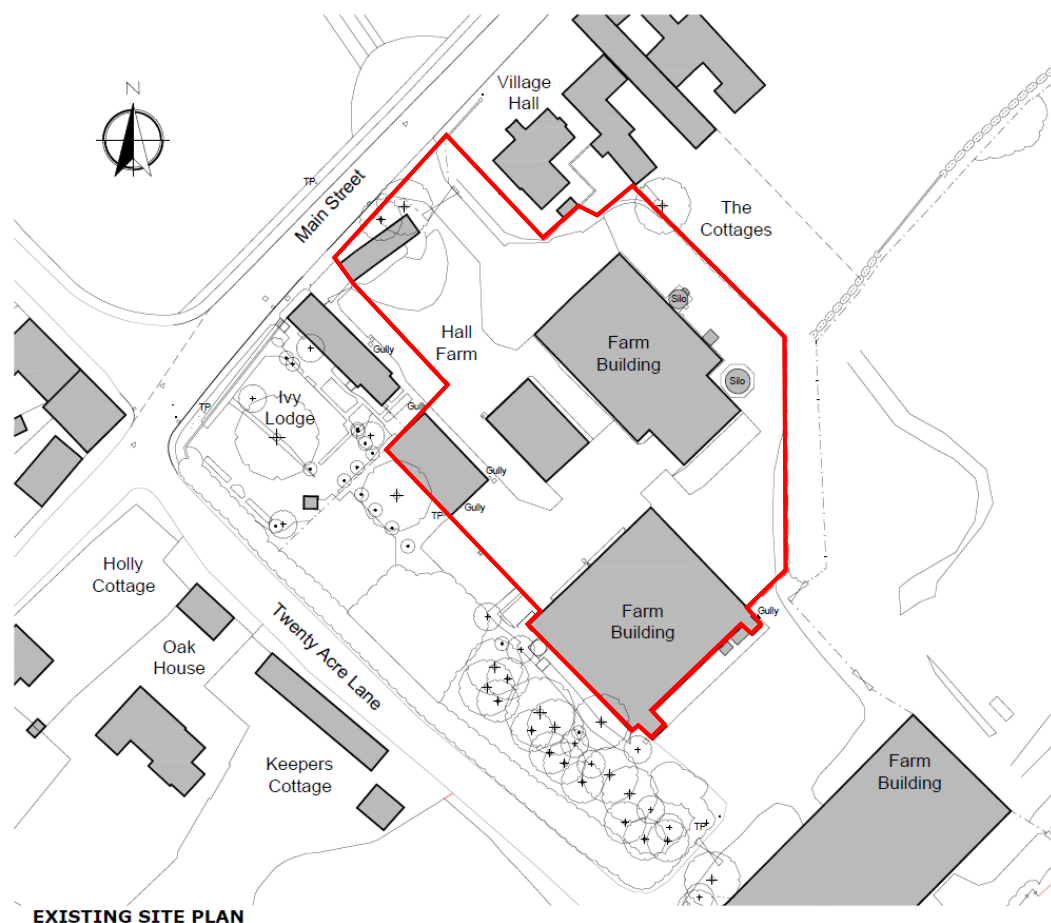 N
Village
Hall
TP.
Main Street
The
Cottages
Silo
Hall
Farm
Farm
Building
Gully
Silo
Ivy
Lodge
TP
Gully
Gully
Gully
TP
Holly
Cottage
Farm
Building
Gully
Oak
House
Twenty Acre Lane
Keepers
Cottage
Farm
Building
TP
EXISTING SITE PLAN